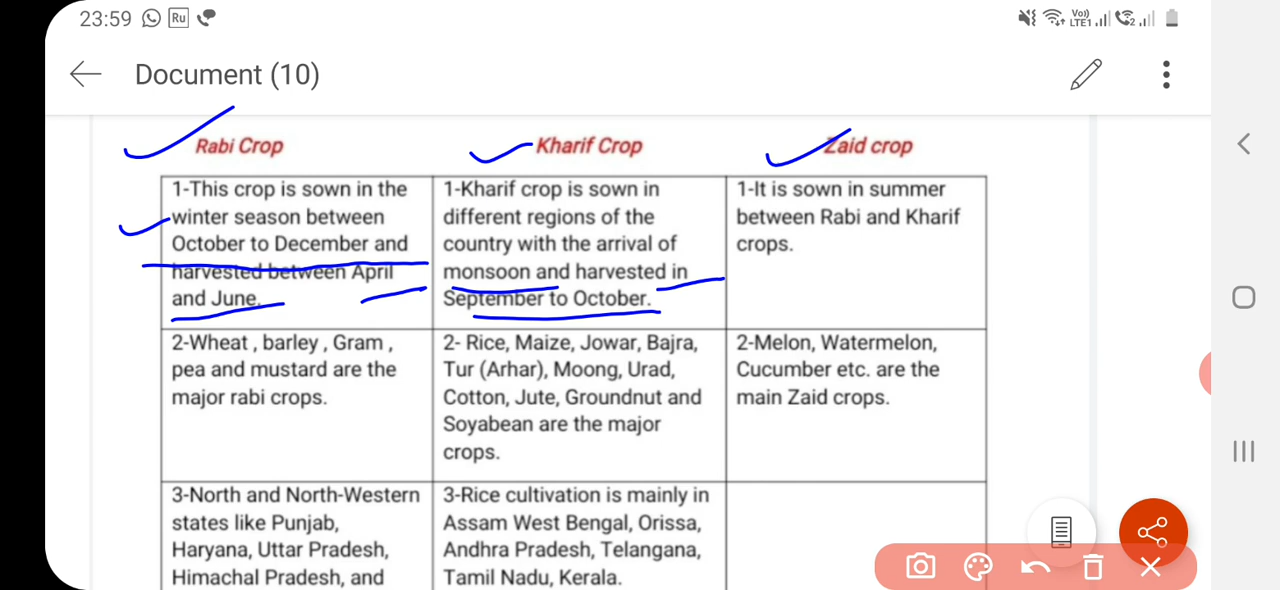 23:59
Ru
Vo))
LTE1
2
Document (10)
Rabi Crop
Kharif Crop
Zaid crop
1-This crop is sown in the
winter season between
October to December and
harvested between April
and June.
1-Kharif crop is sown in
different regions of the
country with the arrival of
monsoon and harvested in
September to October.
1-It is sown in summer
between Rabi and Kharif
crops.
2-Wheat , barley , Gram ,
pea and mustard are the
major rabi crops.
2- Rice, Maize, Jowar, Bajra,
Tur (Arhar), Moong, Urad,
Cotton, Jute, Groundnut and
Soyabean are the major
crops.
2-Melon, Watermelon,
Cucumber etc. are the
main Zaid crops.
3-North and North-Western
states like Punjab,
Haryana, Uttar Pradesh,
Himachal Pradesh, and
3-Rice cultivation is mainly in
Assam West Bengal, Orissa,
Andhra Pradesh, Telangana,
Tamil Nadu, Kerala.